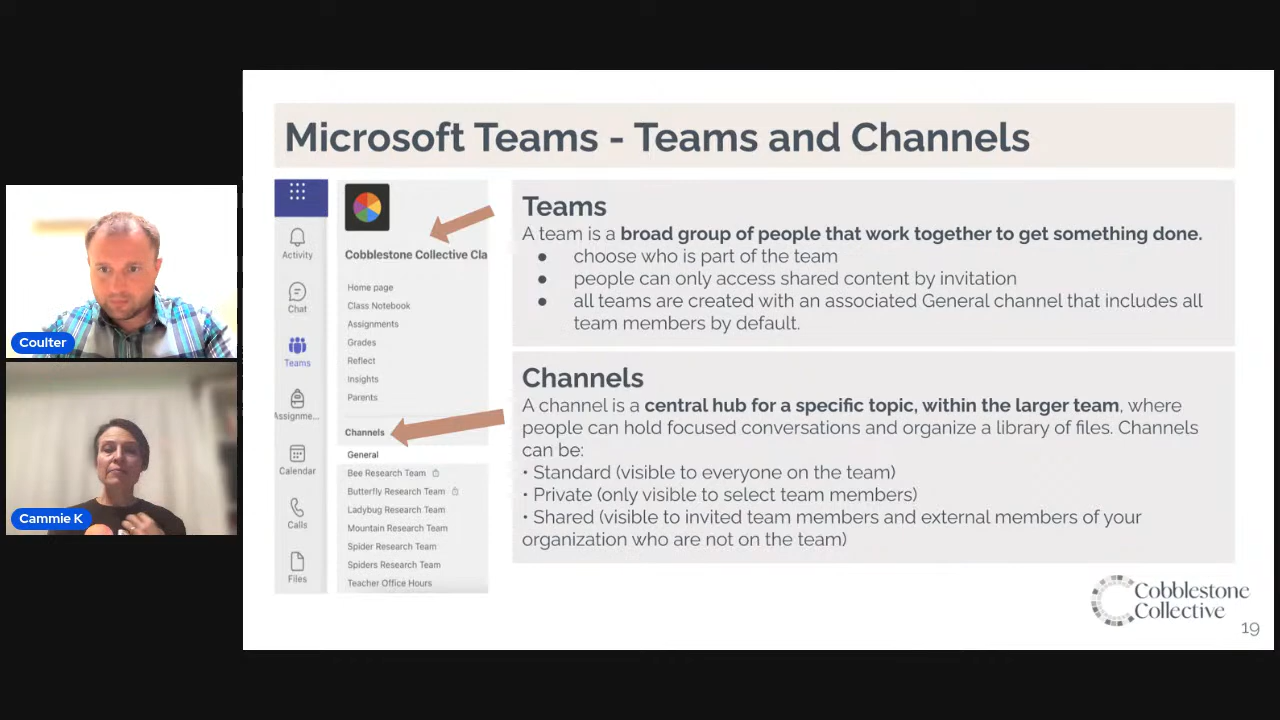 Microsoft Teams - Teams and Channels
Activity
Chat
Teams
Assignme...
Calendar
Calls
Files
Cobblestone Collective Cla
Home page
Class Notebook
Assignments
Grades
Reflect
Insights
Parents
Channels
General
Bee Research Team
Butterfly Research Team
Ladybug Research Team
Mountain Research Team
Spider Research Team
Spiders Research Team
Teacher Office Hours
Teams
A team is a broad group of people that work together to get something done.
● choose who is part of the team
● people can only access shared content by invitation
● all teams are created with an associated General channel that includes all
team members by default.
Channels
A channel is a central hub for a specific topic, within the larger team, where
people can hold focused conversations and organize a library of files. Channels
can be:
• Standard (visible to everyone on the team)
• Private (only visible to select team members)
• Shared (visible to invited team members and external members of your
organization who are not on the team)
Cobblestone
Collective
19
Coulter
Cammie K